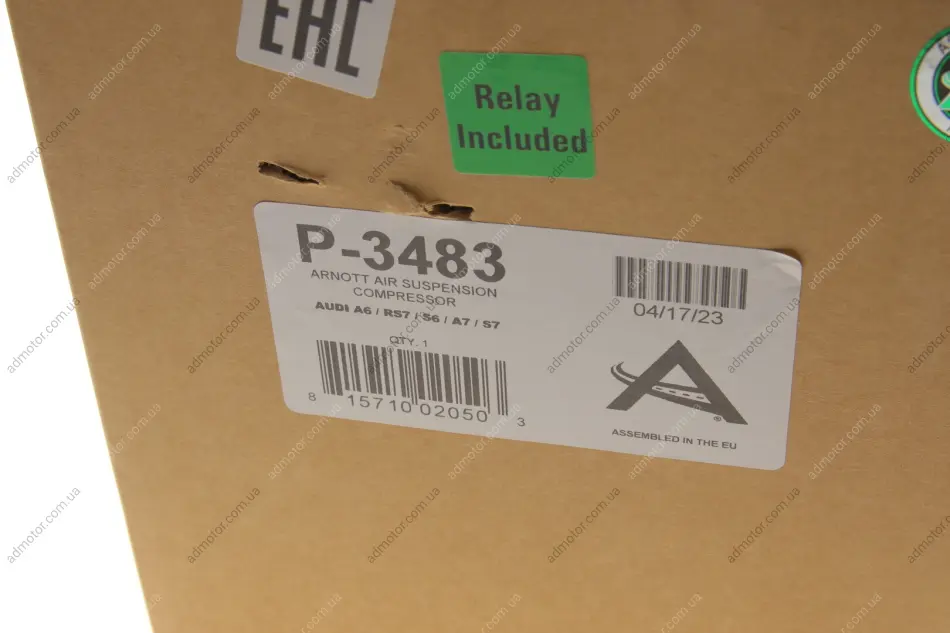 EAC
Relay
Included
P-3483
ARNOTT AIR SUSPENSION
COMPRESSOR
AUDI A6 / RS7 / S6 / A7 / S7
QTY. 1
8 15710 02050 3
04/17/23
®
ASSEMBLED IN THE EU
admotor.com.ua